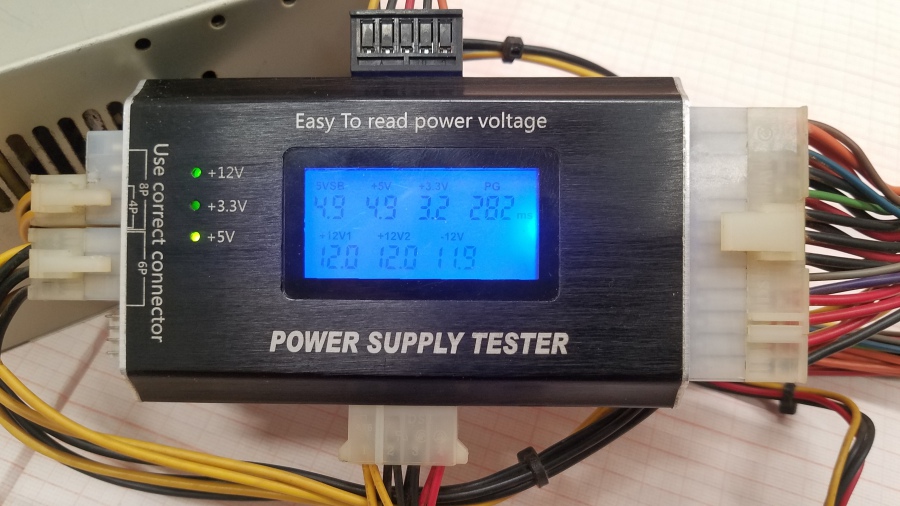 Easy To read power voltage
Use correct connector
8P
4P
6P
+12V
+3.3V
+5V
5VSB +5V +3.3V PG
4.9 4.9 3.2 282 ms
+12V1 +12V2 -12V
12.0 12.0 11.9
POWER SUPPLY TESTER